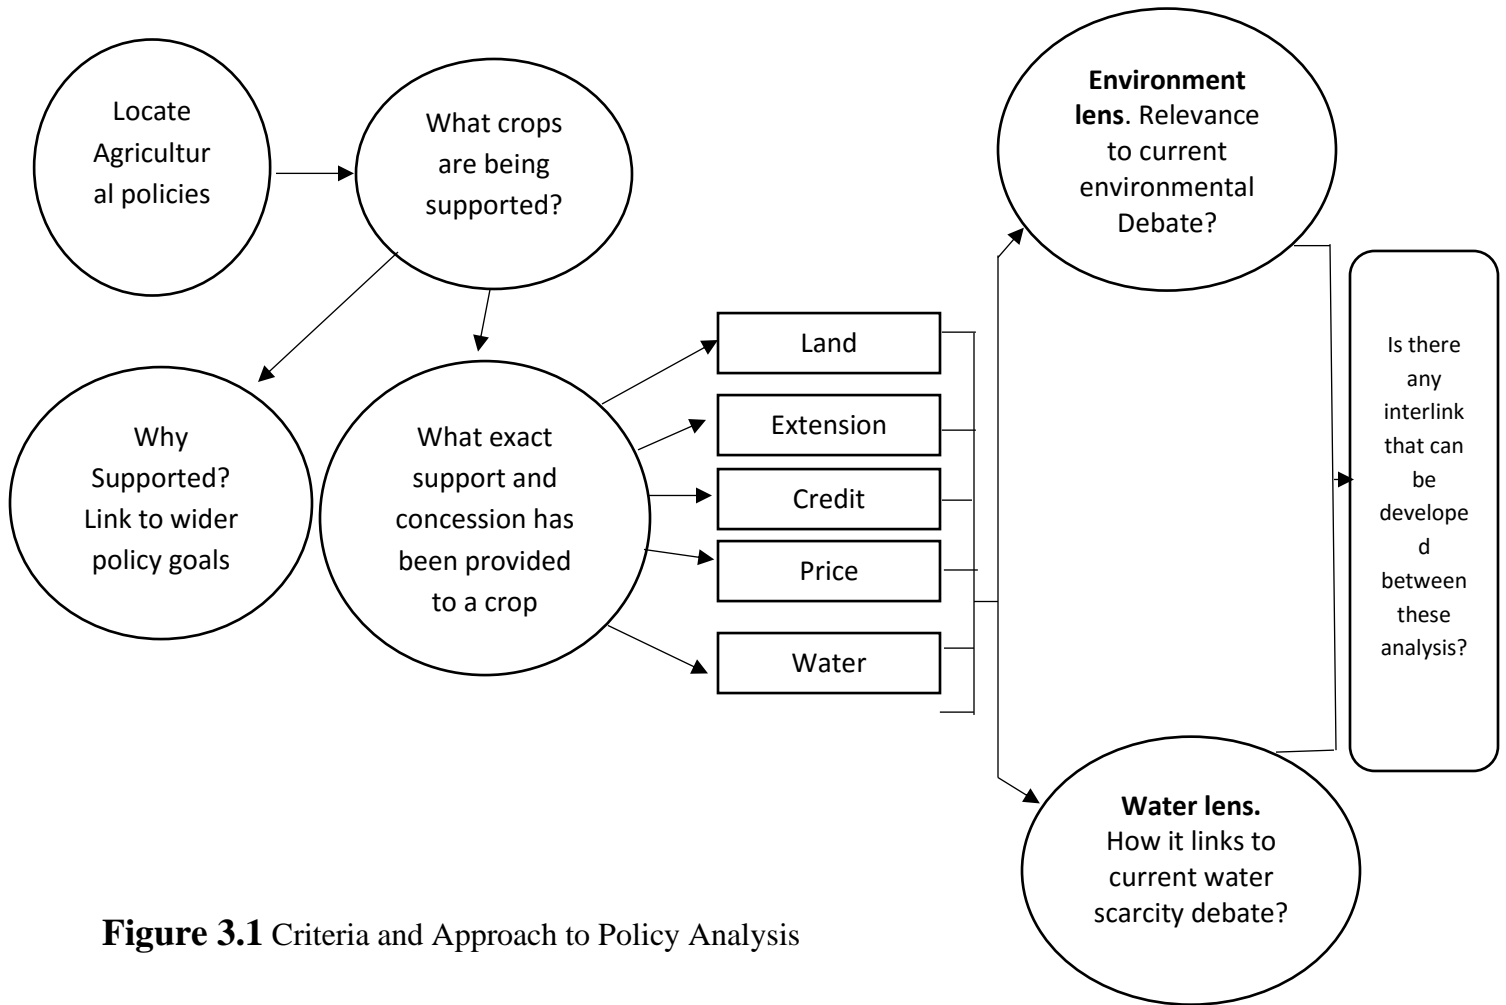 Locate
Agricultur
al policies
What crops
are being
supported?
Why
Supported?
Link to wider
policy goals
What exact
support and
concession has
been provided
to a crop
Land
Extension
Credit
Price
Water
Environment
lens. Relevance
to current
environmental
Debate?
Water lens.
How it links to
current water
scarcity debate?
Is there
any
interlink
that can
be
develope
d
between
these
analysis?
Figure 3.1 Criteria and Approach to Policy Analysis